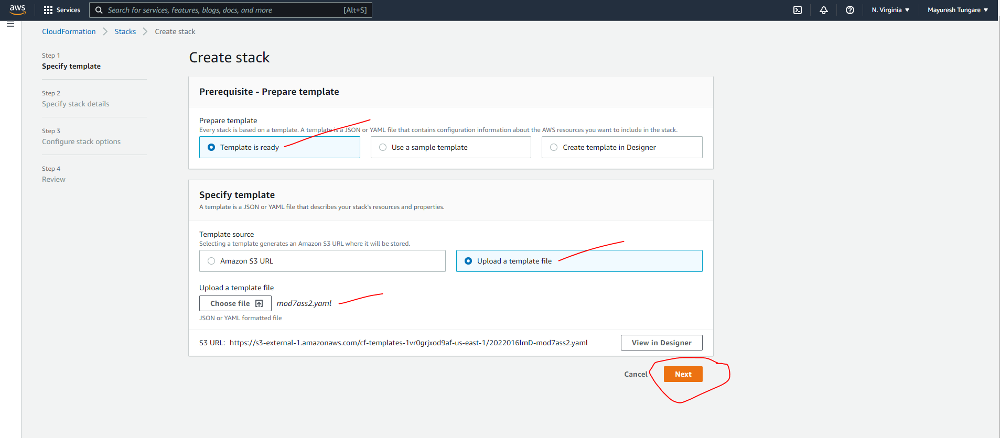 aws Services Search for services, features, blogs, docs, and more [Alt+S] N. Virginia Mayuresh Tungare
CloudFormation Stacks Create stack
Step 1
Specify template
Step 2
Specify stack details
Step 3
Configure stack options
Step 4
Review
Create stack
Prerequisite - Prepare template
Prepare template
Every stack is based on a template. A template is a JSON or YAML file that contains configuration information about the AWS resources you want to include in the stack.
Template is ready Use a sample template Create template in Designer
Specify template
A template is a JSON or YAML file that describes your stack's resources and properties.
Template source
Selecting a template generates an Amazon S3 URL where it will be stored.
Amazon S3 URL Upload a template file
Upload a template file
Choose file mod7ass2.yaml
JSON or YAML formatted file
S3 URL: https://s3-external-1.amazonaws.com/cf-templates-1vr0grjxod9af-us-east-1/2022016lmD-mod7ass2.yaml View in Designer
Cancel Next